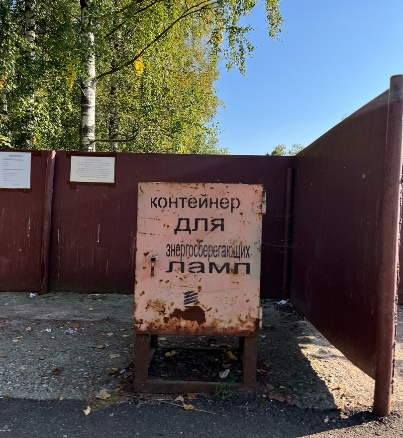 контейнер
для
энергосберегающих
ламп